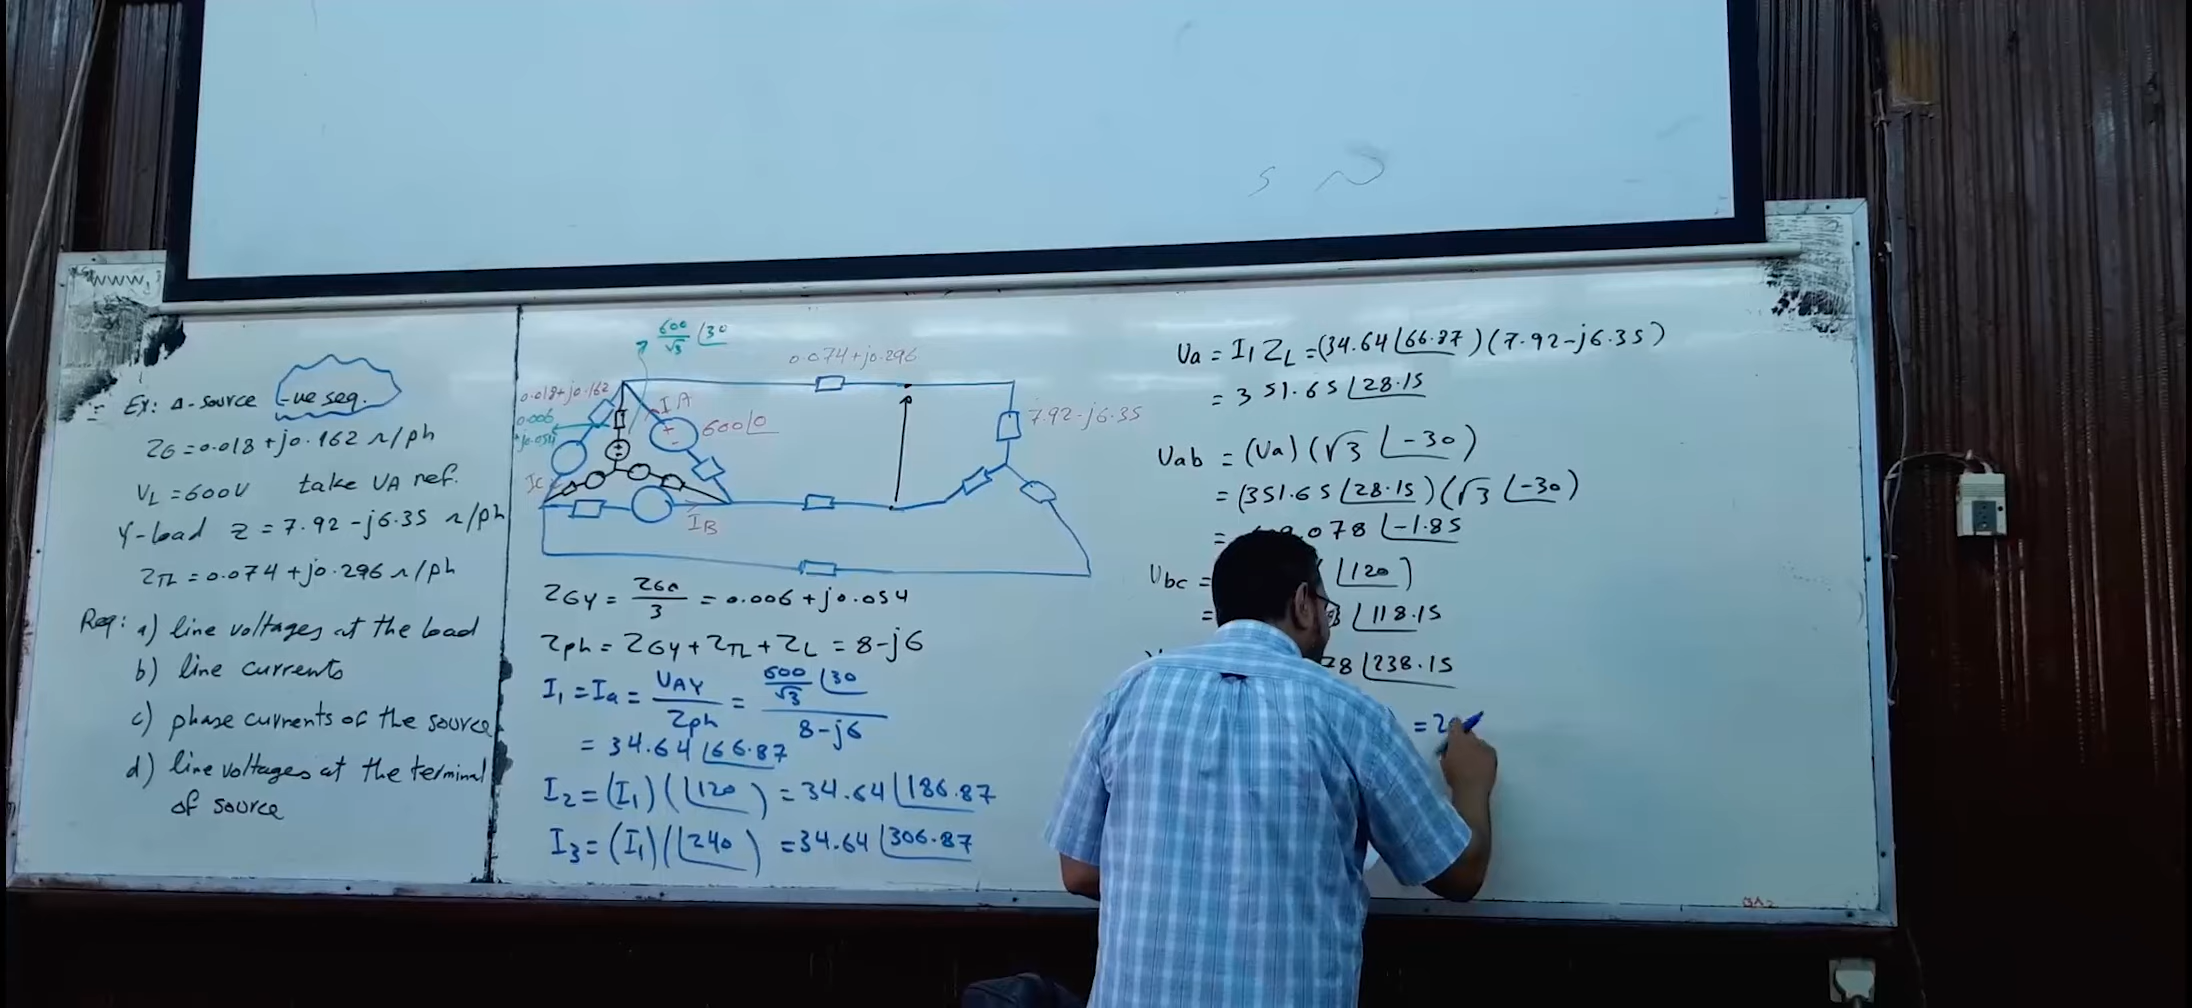 www.
Ex: Δ-source -ve seq.
ZG = 0.018 + j0.162 Ω/ph
VL = 600V take VA ref.
Y-load Z = 7.92 - j6.35 Ω/ph
ZTL = 0.074 + j0.296 Ω/ph
Req: a) line voltages at the load
b) line currents
c) phase currents of the source
d) line voltages at the terminal
of source
600/√3 ∠30
0.074+j0.296
0.018+j0.162
0.006
+j0.054
IA
600∠0
7.92-j6.35
IC
IB
ZGY = ZGΔ/3 = 0.006 + j0.054
Zph = ZGY + ZTL + ZL = 8-j6
I1 = Ia = VAY/Zph = 600/√3 ∠30 / 8-j6
= 34.64 ∠66.87
I2 = (I1)(∠120) = 34.64 ∠186.87
I3 = (I1)(∠240) = 34.64 ∠306.87
Va = I1 ZL = (34.64 ∠66.87)(7.92-j6.35)
= 351.65 ∠28.15
Vab = (Va)(√3 ∠-30)
= (351.65 ∠28.15)(√3 ∠-30)
= .078 ∠-1.85
Vbc = ∠120)
= ∠118.15
78 ∠238.15
= 2